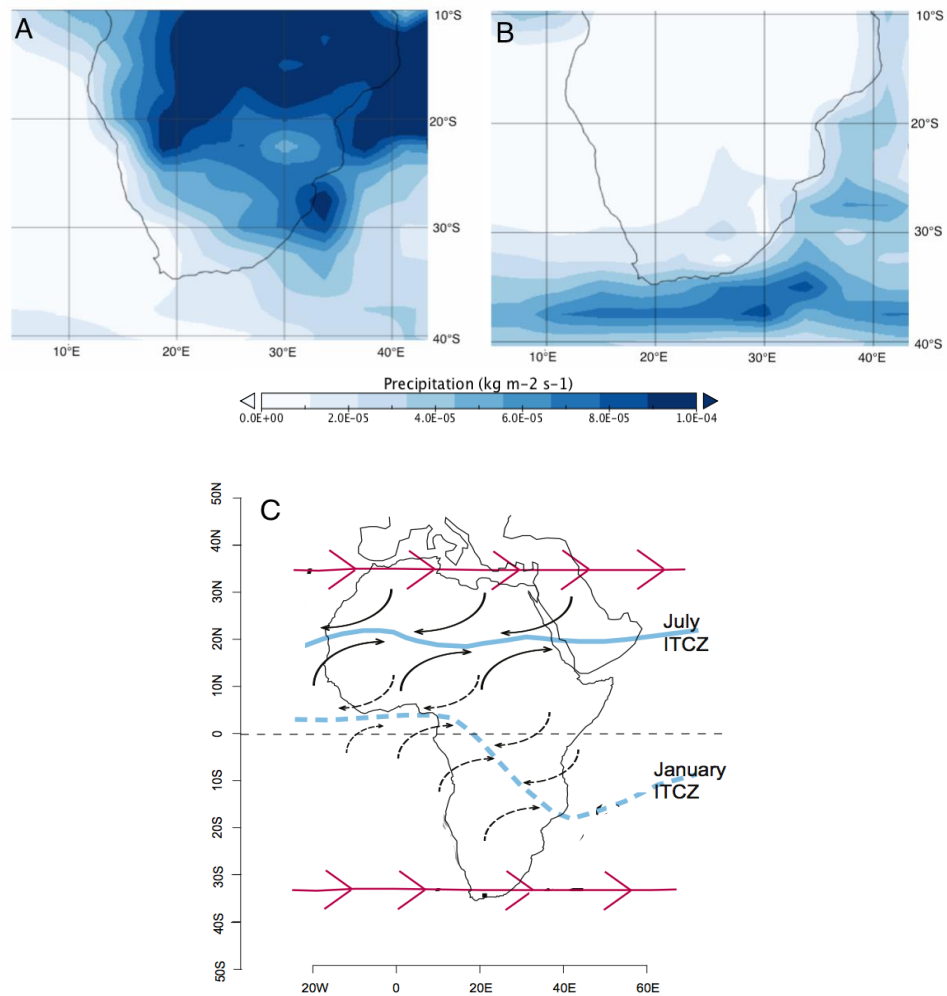 A
10°S
20°S
30°S
40°S
10°E
20°E
30°E
40°E
B
10°S
20°S
30°S
40°S
10°E
20°E
30°E
40°E
Precipitation (kg m-2 s-1)
0.0E+00
2.0E-05
4.0E-05
6.0E-05
8.0E-05
1.0E-04
C
50N
40N
30N
20N
10N
0
10S
20S
30S
40S
50S
July
ITCZ
January
ITCZ
20W
0
20E
40E
60E